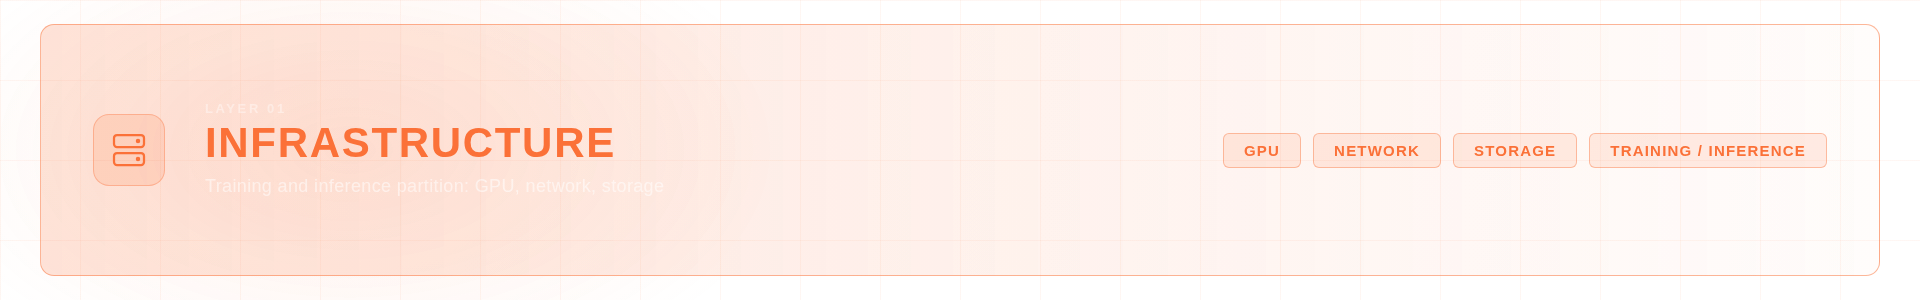 LAYER 01
INFRASTRUCTURE
Training and inference partition: GPU, network, storage
GPU
NETWORK
STORAGE
TRAINING / INFERENCE